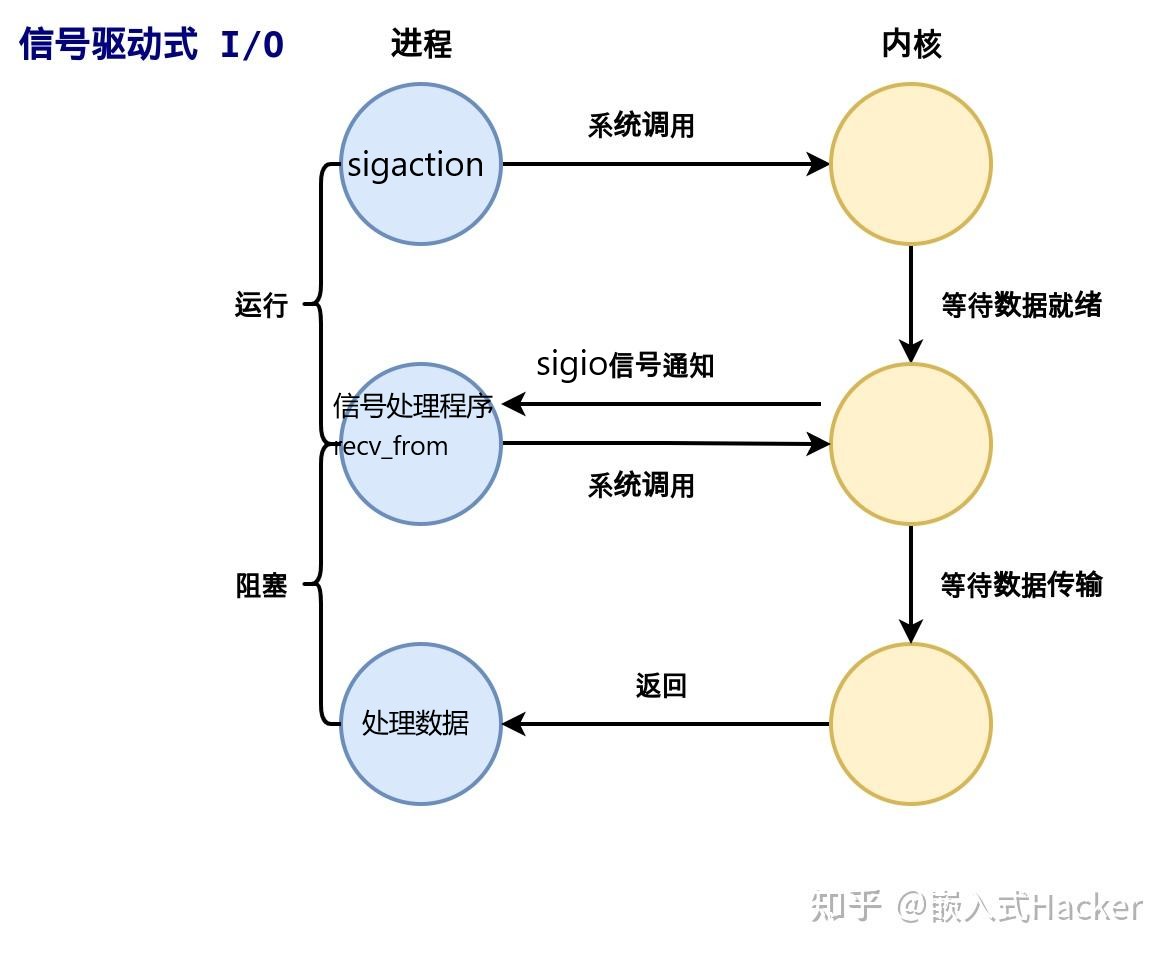 信号驱动式 I/O
进程
内核
系统调用
sigaction
运行
等待数据就绪
sigio信号通知
信号处理程序
recv_from
系统调用
阻塞
等待数据传输
返回
处理数据
知乎 @嵌入式Hacker